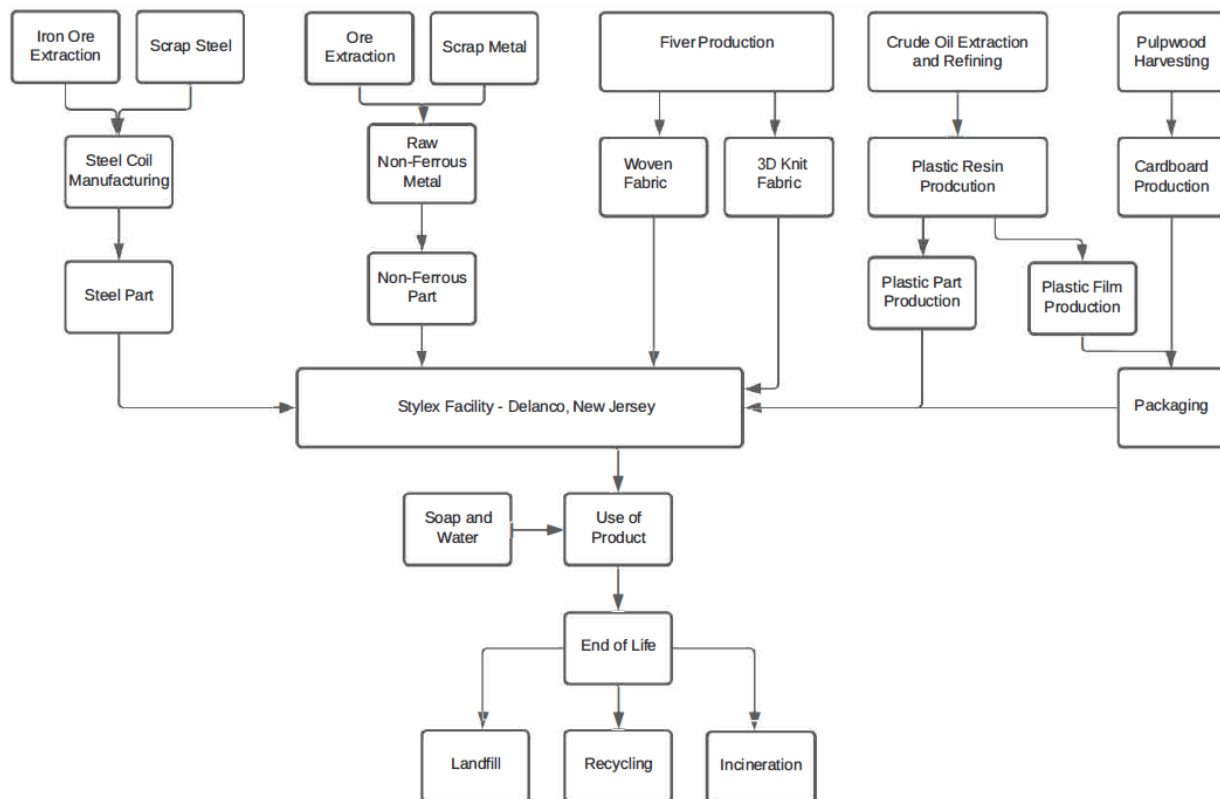 Iron Ore
Extraction
Scrap Steel
Ore
Extraction
Scrap Metal
Fiver Production
Crude Oil Extraction
and Refining
Pulpwood
Harvesting
Steel Coil
Manufacturing
Raw
Non-Ferrous
Metal
Woven
Fabric
3D Knit
Fabric
Plastic Resin
Prodcution
Cardboard
Production
Steel Part
Non-Ferrous
Part
Plastic Part
Production
Plastic Film
Production
Stylex Facility - Delanco, New Jersey
Packaging
Soap and
Water
Use of
Product
End of Life
Landfill
Recycling
Incineration